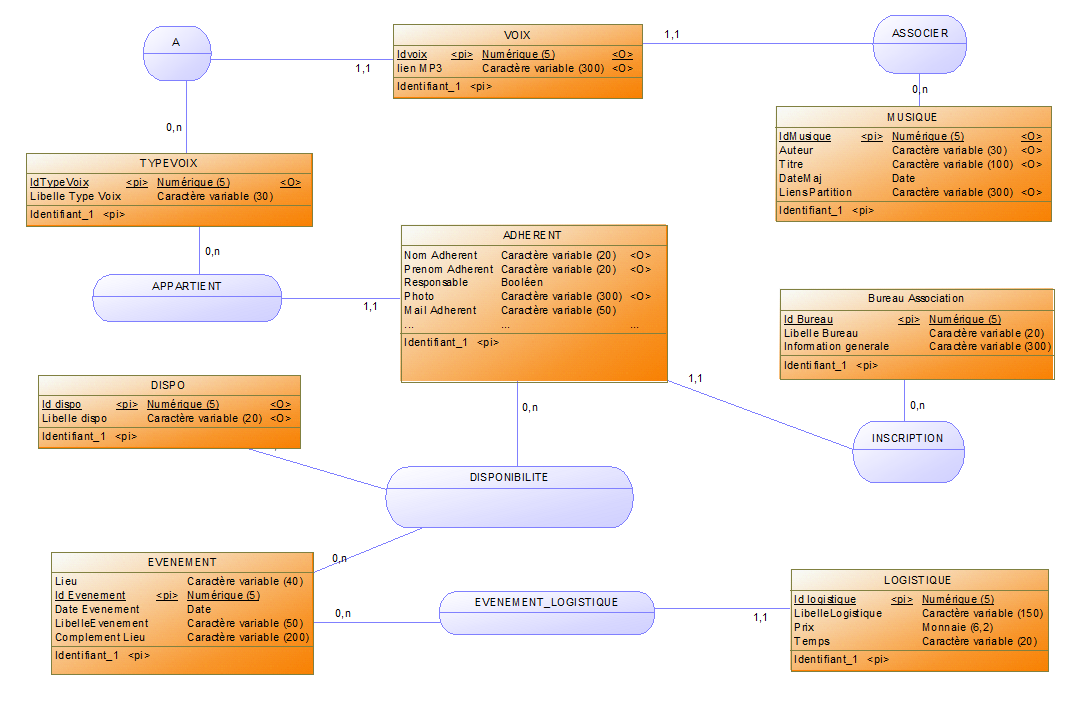 A
1,1
0,n
VOIX
Idvoix <pi> Numérique (5) <O>
lien MP3 Caractère variable (300) <O>
Identifiant_1 <pi>
1,1
ASSOCIER
0,n
MUSIQUE
IdMusique <pi> Numérique (5) <O>
Auteur Caractère variable (30) <O>
Titre Caractère variable (100) <O>
DateMaj Date
LiensPartition Caractère variable (300) <O>
Identifiant_1 <pi>
TYPEVOIX
IdTypeVoix <pi> Numérique (5) <O>
Libelle Type Voix Caractère variable (30)
Identifiant_1 <pi>
0,n
APPARTIENT
1,1
ADHERENT
Nom Adherent Caractère variable (20) <O>
Prenom Adherent Caractère variable (20) <O>
Responsable Booléen
Photo Caractère variable (300) <O>
Mail Adherent Caractère variable (50)
... ... ...
Identifiant_1 <pi>
1,1
0,n
Bureau Association
Id Bureau <pi> Numérique (5)
Libelle Bureau Caractère variable (20)
Information generale Caractère variable (300)
Identifiant_1 <pi>
0,n
INSCRIPTION
DISPO
Id dispo <pi> Numérique (5) <O>
Libelle dispo Caractère variable (20) <O>
Identifiant_1 <pi>
DISPONIBILITE
0,n
EVENEMENT
Lieu Caractère variable (40)
Id Evenement <pi> Numérique (5)
Date Evenement Date
LibelleEvenement Caractère variable (50)
Complement Lieu Caractère variable (200)
Identifiant_1 <pi>
0,n
EVENEMENT_LOGISTIQUE
1,1
LOGISTIQUE
Id logistique <pi> Numérique (5)
LibelleLogistique Caractère variable (150)
Prix Monnaie (6,2)
Temps Caractère variable (20)
Identifiant_1 <pi>